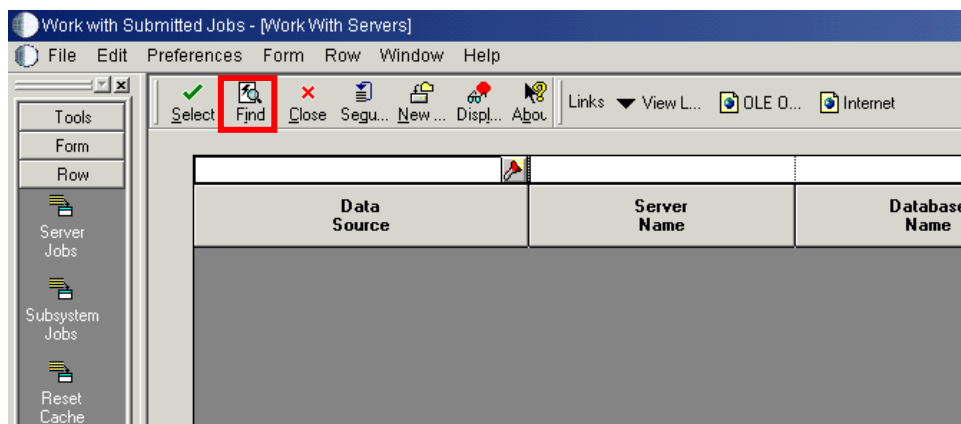 Work with Submitted Jobs - [Work With Servers]
File Edit Preferences Form Row Window Help
Select Find Close Sequ... New ... Displ... Abou
Links View L... OLE O... Internet
Tools
Form
Row
Server
Jobs
Subsystem
Jobs
Reset
Cache
Data
Source
Server
Name
Database
Name